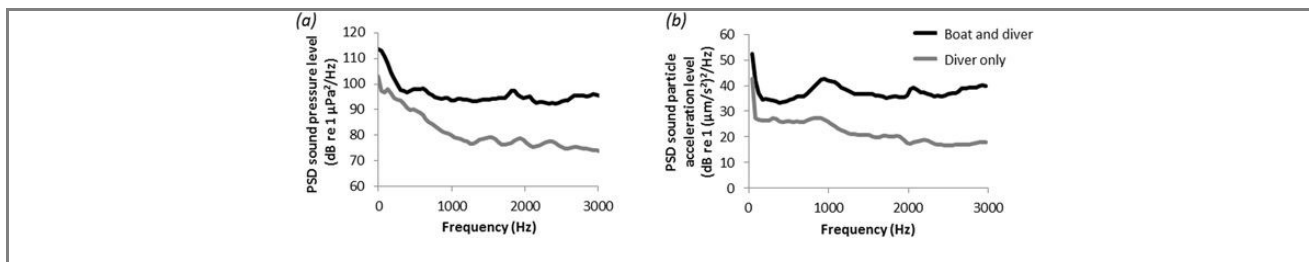 (a)
PSD sound pressure level
(dB re 1 μPa²/Hz)
120
110
100
90
80
70
60
0
1000
2000
3000
Frequency (Hz)
(b)
PSD sound particle
acceleration level
(dB re 1 (μm/s²)²/Hz)
60
50
40
30
20
10
0
0
1000
2000
3000
Frequency (Hz)
Boat and diver
Diver only